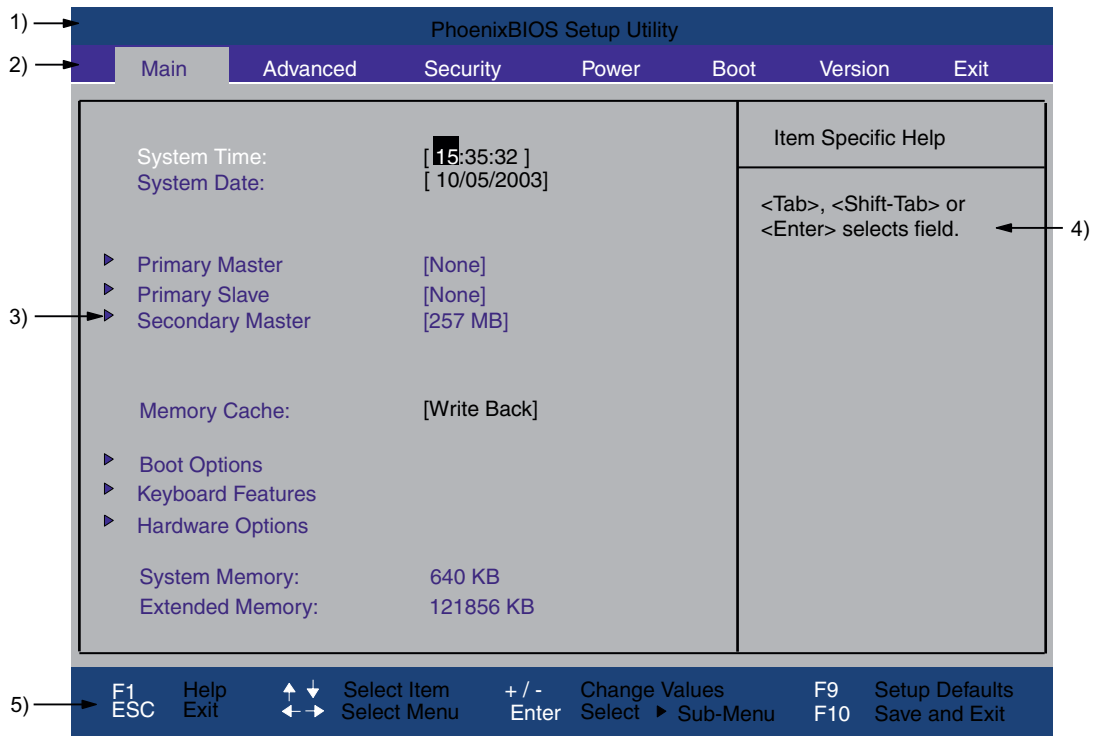 1)
PhoenixBIOS Setup Utility
2)
Main Advanced Security Power Boot Version Exit
System Time: [ 15:35:32 ]
System Date: [ 10/05/2003]
Item Specific Help
<Tab>, <Shift-Tab> or
<Enter> selects field.
4)
Primary Master [None]
Primary Slave [None]
3)
Secondary Master [257 MB]
Memory Cache: [Write Back]
Boot Options
Keyboard Features
Hardware Options
System Memory: 640 KB
Extended Memory: 121856 KB
5)
F1 Help Select Item + / - Change Values F9 Setup Defaults
ESC Exit Select Menu Enter Select Sub-Menu F10 Save and Exit